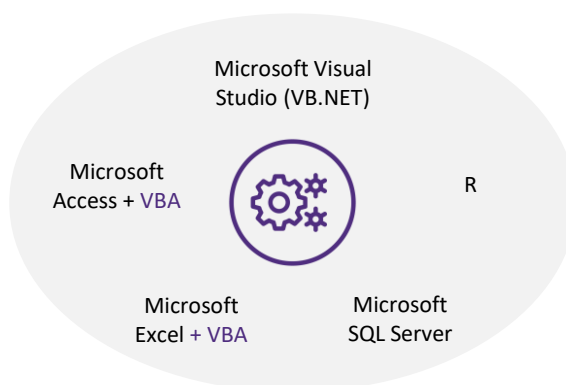 Microsoft Visual
Studio (VB.NET)
Microsoft
Access + VBA
R
Microsoft
Excel + VBA
Microsoft
SQL Server